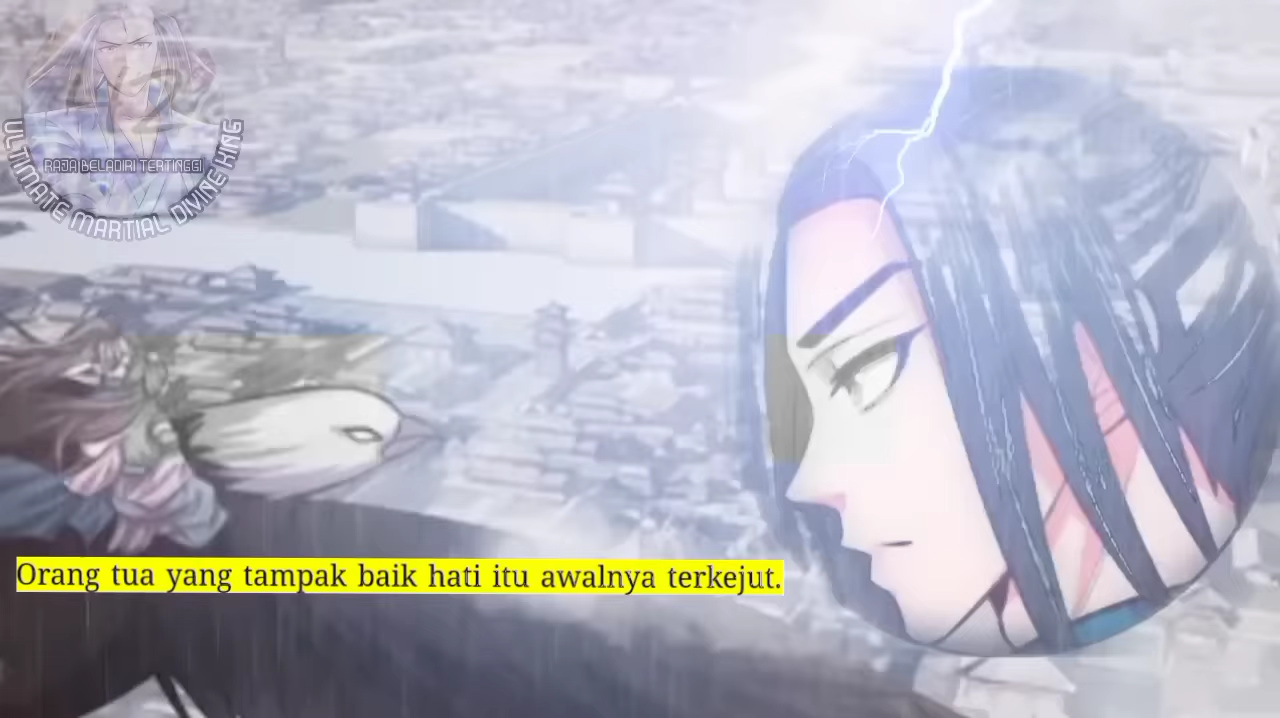 RAJA BELADIRI TERTINGGI
ULTIMATE MARTIAL DIVINE KING
Orang tua yang tampak baik hati itu awalnya terkejut.